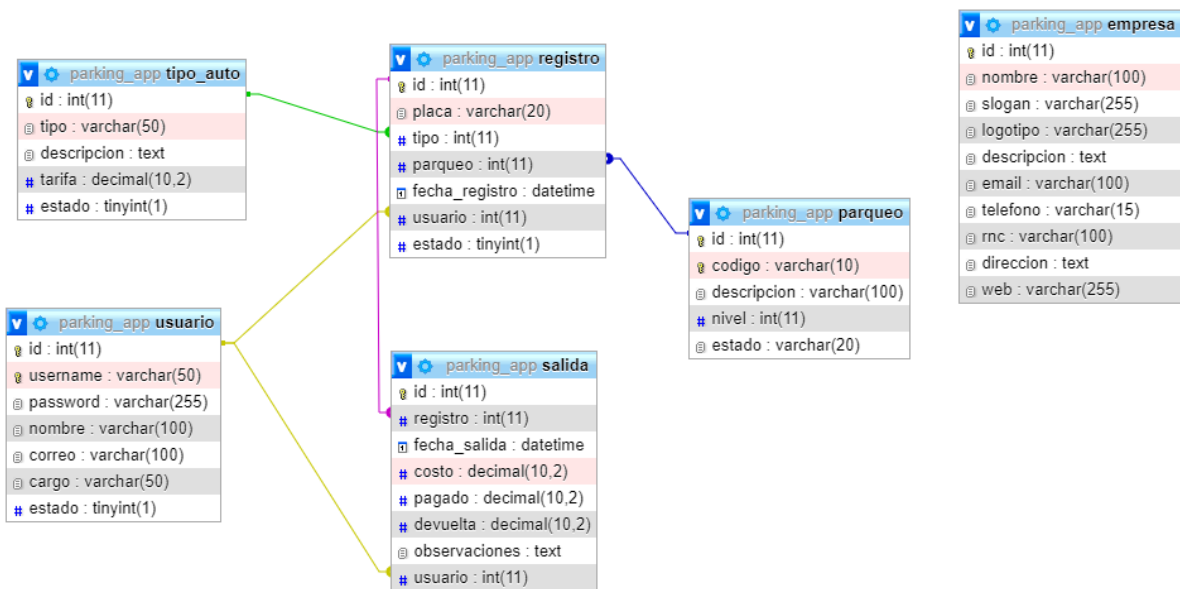 parking_app tipo_auto
id : int(11)
tipo : varchar(50)
descripcion : text
tarifa : decimal(10,2)
estado : tinyint(1)
parking_app registro
id : int(11)
placa : varchar(20)
tipo : int(11)
parqueo : int(11)
fecha_registro : datetime
usuario : int(11)
estado : tinyint(1)
parking_app empresa
id : int(11)
nombre : varchar(100)
slogan : varchar(255)
logotipo : varchar(255)
descripcion : text
email : varchar(100)
telefono : varchar(15)
rnc : varchar(100)
direccion : text
web : varchar(255)
parking_app parqueo
id : int(11)
codigo : varchar(10)
descripcion : varchar(100)
nivel : int(11)
estado : varchar(20)
parking_app usuario
id : int(11)
username : varchar(50)
password : varchar(255)
nombre : varchar(100)
correo : varchar(100)
cargo : varchar(50)
estado : tinyint(1)
parking_app salida
id : int(11)
registro : int(11)
fecha_salida : datetime
costo : decimal(10,2)
pagado : decimal(10,2)
devuelta : decimal(10,2)
observaciones : text
usuario : int(11)